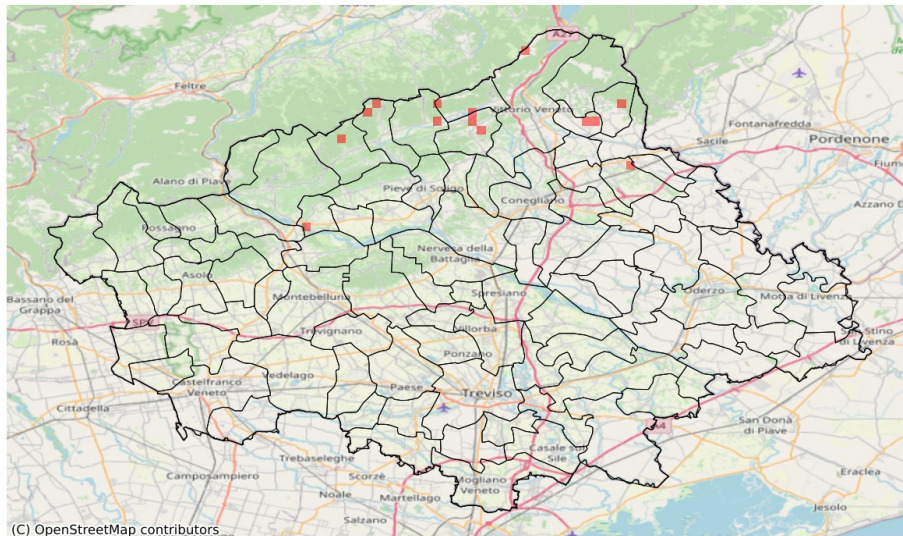 A27
Feltre
Vittorio Veneto
Fontanafredda
Pordenone
Sacile
Alano di Piave
Pieve di Soligo
Conegliano
Azzano D
Possagno
Nervesa della
Battaglia
Asolo
Bassano del
Grappa
Montebelluna
Spresiano
Oderzo
Motta di Livenza
Rosà
Trevignano
Villorba
Ponzano
di Livenza
Castelfranco
Veneto
Vedelago
Paese
Treviso
Cittadella
San Donà
di Piave
A4
Trebaseleghe
Casale sul
Sile
Camposampiero
Scorzè
Mogliano
Veneto
Eraclea
Noale
Martellago
Jesolo
Salzano
(C) OpenStreetMap contributors